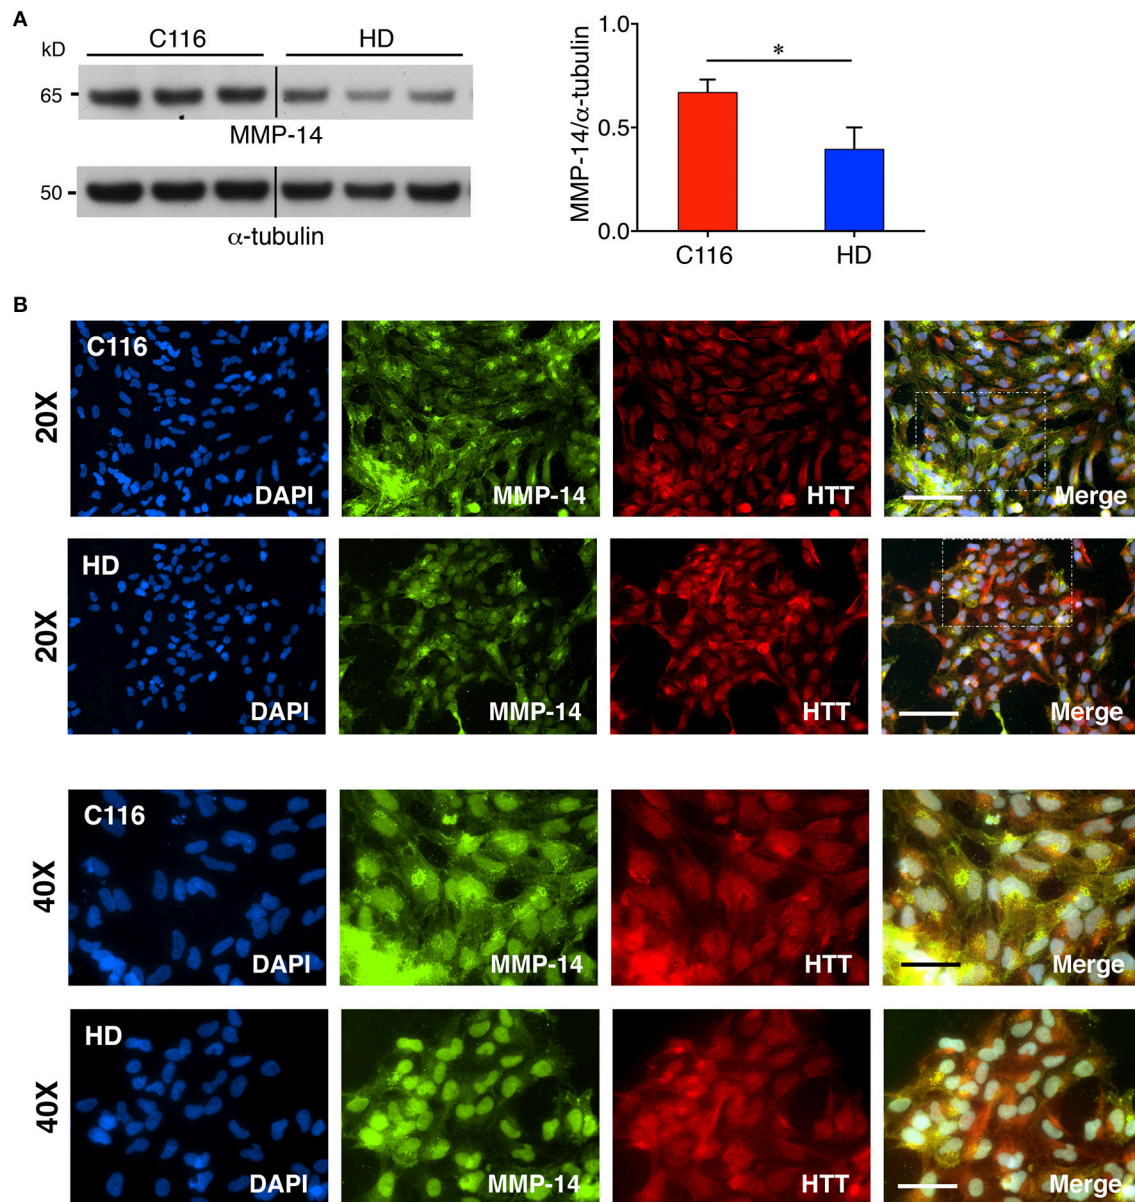 A
kD
C116
HD
65
MMP-14
50
α-tubulin
MMP-14/α-tubulin
1.0
0.5
0.0
*
C116
HD
B
20X
C116
DAPI
MMP-14
HTT
Merge
20X
HD
DAPI
MMP-14
HTT
Merge
40X
C116
DAPI
MMP-14
HTT
Merge
40X
HD
DAPI
MMP-14
HTT
Merge